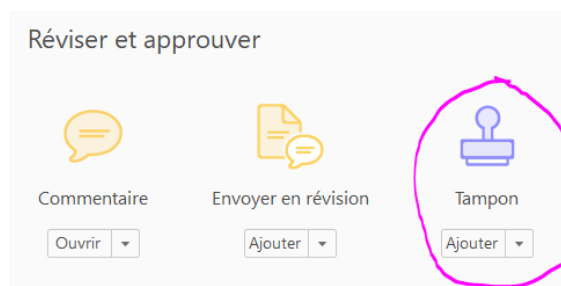 Réviser et approuver
Commentaire
Envoyer en révision
Tampon
Ouvrir
Ajouter
Ajouter